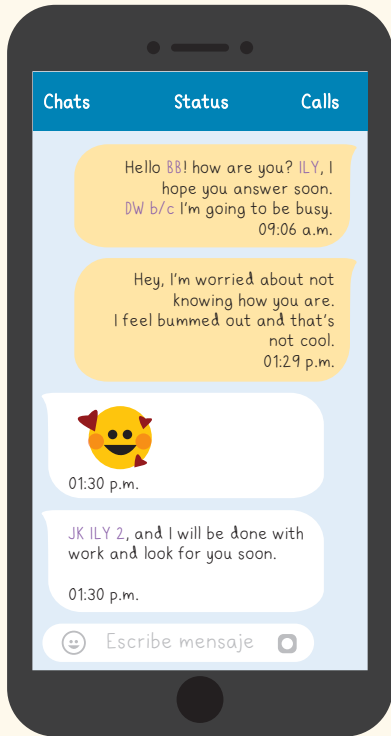 Chats Status Calls
Hello BB! how are you? ILY, I
hope you answer soon.
DW b/c I'm going to be busy.
09:06 a.m.
Hey, I'm worried about not
knowing how you are.
I feel bummed out and that's
not cool.
01:29 p.m.
01:30 p.m.
JK ILY 2, and I will be done with
work and look for you soon.
01:30 p.m.
Escribe mensaje